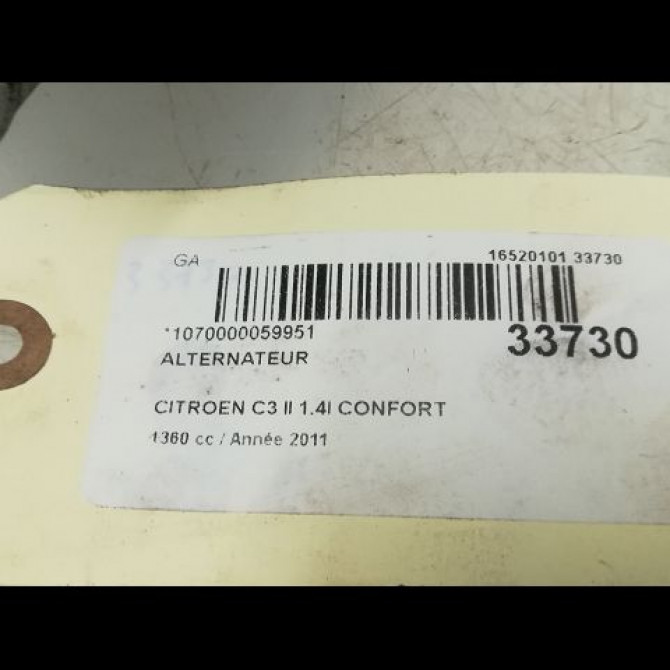 GA 16520101 33730
*1070000059951 33730
ALTERNATEUR
CITROEN C3 II 1.4I CONFORT
1360 cc / Année 2011